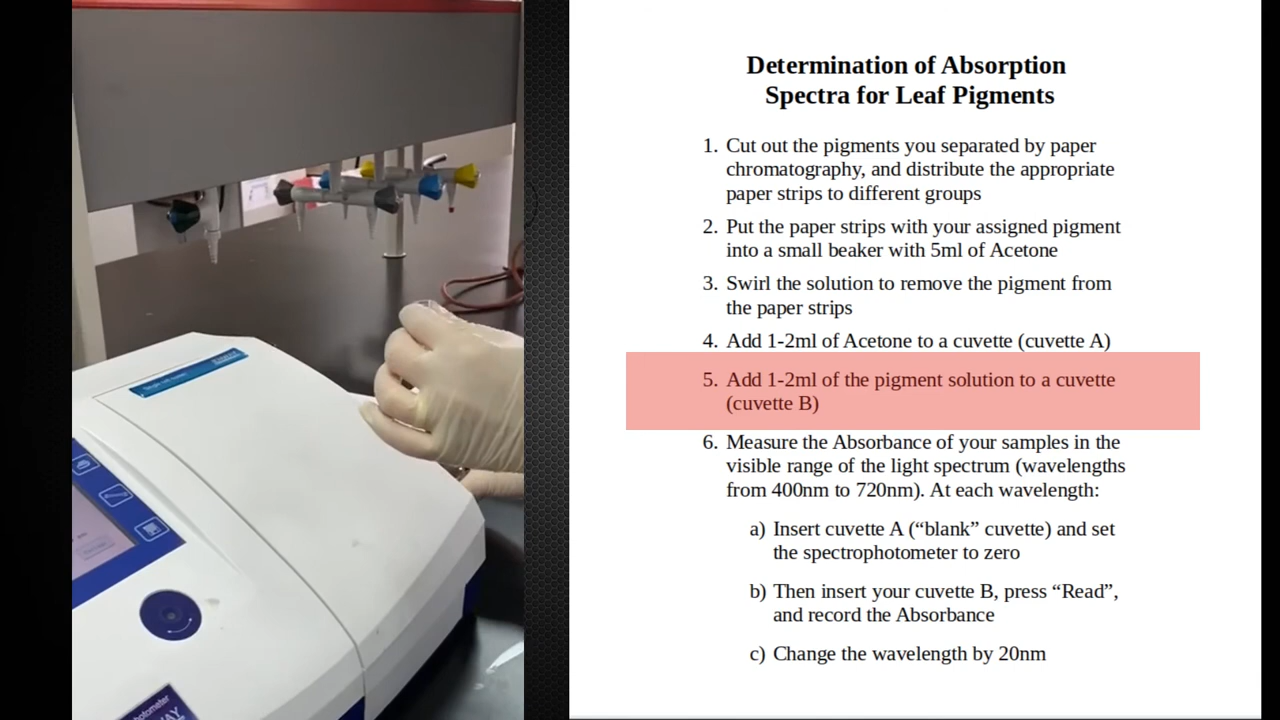 Determination of Absorption
Spectra for Leaf Pigments
1. Cut out the pigments you separated by paper
chromatography, and distribute the appropriate
paper strips to different groups
2. Put the paper strips with your assigned pigment
into a small beaker with 5ml of Acetone
3. Swirl the solution to remove the pigment from
the paper strips
4. Add 1-2ml of Acetone to a cuvette (cuvette A)
5. Add 1-2ml of the pigment solution to a cuvette
(cuvette B)
6. Measure the Absorbance of your samples in the
visible range of the light spectrum (wavelengths
from 400nm to 720nm). At each wavelength:
a) Insert cuvette A (“blank” cuvette) and set
the spectrophotometer to zero
b) Then insert your cuvette B, press “Read”,
and record the Absorbance
c) Change the wavelength by 20nm